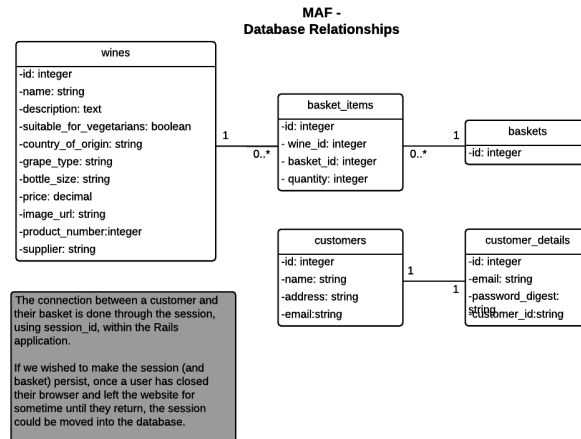 MAF -
Database Relationships
wines
-id: integer
-name: string
-description: text
-suitable_for_vegetarians: boolean
-country_of_origin: string
-grape_type: string
-bottle_size: string
-price: decimal
-image_url: string
-product_number:integer
-supplier: string
1
0..*
basket_items
-id: integer
- wine_id: integer
- basket_id: integer
- quantity: integer
0..*
1
baskets
-id: integer
customers
-id: integer
-name: string
-address: string
-email:string
1
1
customer_details
-id: integer
-email: string
-password_digest:
string
-customer_id:string
The connection between a customer and
their basket is done through the session,
using session_id, within the Rails
application.
If we wished to make the session (and
basket) persist, once a user has closed
their browser and left the website for
sometime until they return, the session
could be moved into the database.